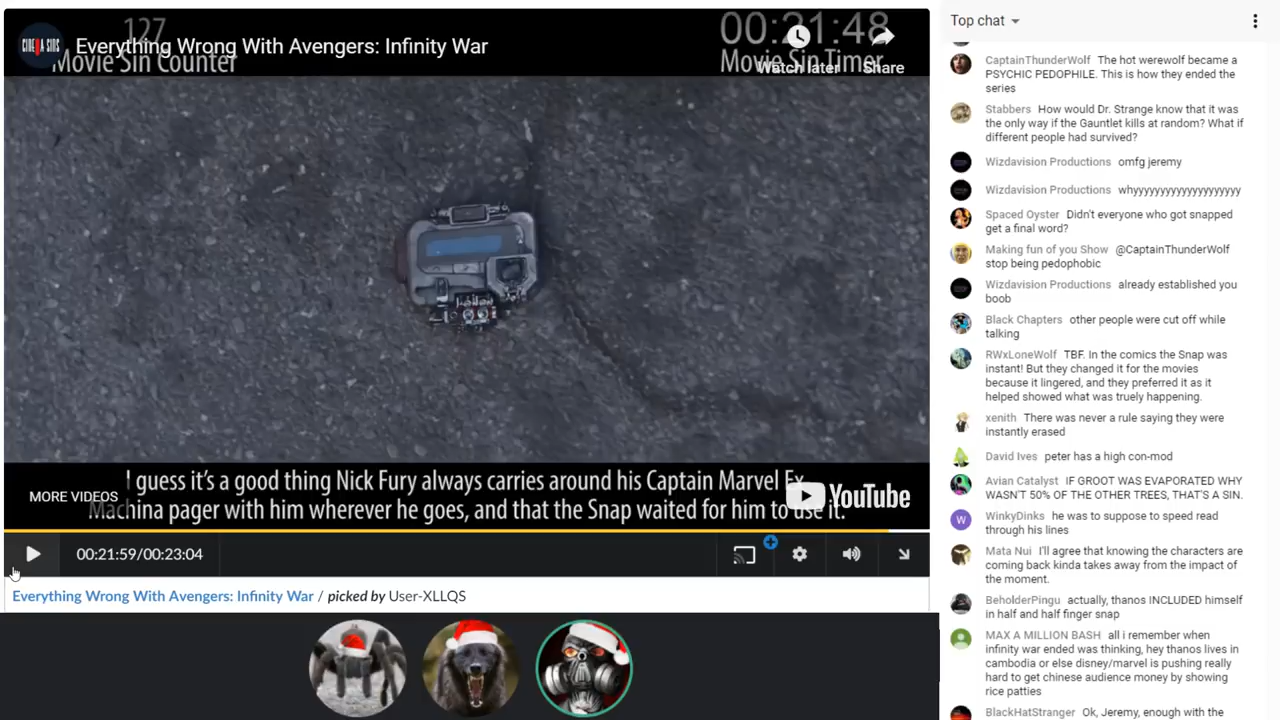 127
Movie Sin Counter
CINEMA SINS
Everything Wrong With Avengers: Infinity War
00:21:48
Movie Sin Timer
Watch later
Share
I guess it's a good thing Nick Fury always carries around his Captain Marvel Ex
Machina pager with him wherever he goes, and that the Snap waited for him to use it.
MORE VIDEOS
YouTube
00:21:59/00:23:04
Everything Wrong With Avengers: Infinity War / picked by User-XLLQS
Top chat
CaptainThunderWolf The hot werewolf became a
PSYCHIC PEDOPHILE. This is how they ended the
series
Stabbers How would Dr. Strange know that it was
the only way if the Gauntlet kills at random? What if
different people had survived?
Wizdavision Productions omfg jeremy
Wizdavision Productions whyyyyyyyyyyyyyyyyyyy
Spaced Oyster Didn't everyone who got snapped
get a final word?
Making fun of you Show @CaptainThunderWolf
stop being pedophobic
Wizdavision Productions already established you
boob
Black Chapters other people were cut off while
talking
RWxLoneWolf TBF. In the comics the Snap was
instant! But they changed it for the movies
because it lingered, and they preferred it as it
helped showed what was truely happening.
xenith There was never a rule saying they were
instantly erased
David Ives peter has a high con-mod
Avian Catalyst IF GROOT WAS EVAPORATED WHY
WASN'T 50% OF THE OTHER TREES, THAT'S A SIN.
W
WinkyDinks he was to suppose to speed read
through his lines
Mata Nui I'll agree that knowing the characters are
coming back kinda takes away from the impact of
the moment.
BeholderPingu actually, thanos INCLUDED himself
in half and half finger snap
MAX A MILLION BASH all i remember when
infinity war ended was thinking, hey thanos lives in
cambodia or else disney/marvel is pushing really
hard to get chinese audience money by showing
rice patties
BlackHatStranger Ok, Jeremy, enough with the